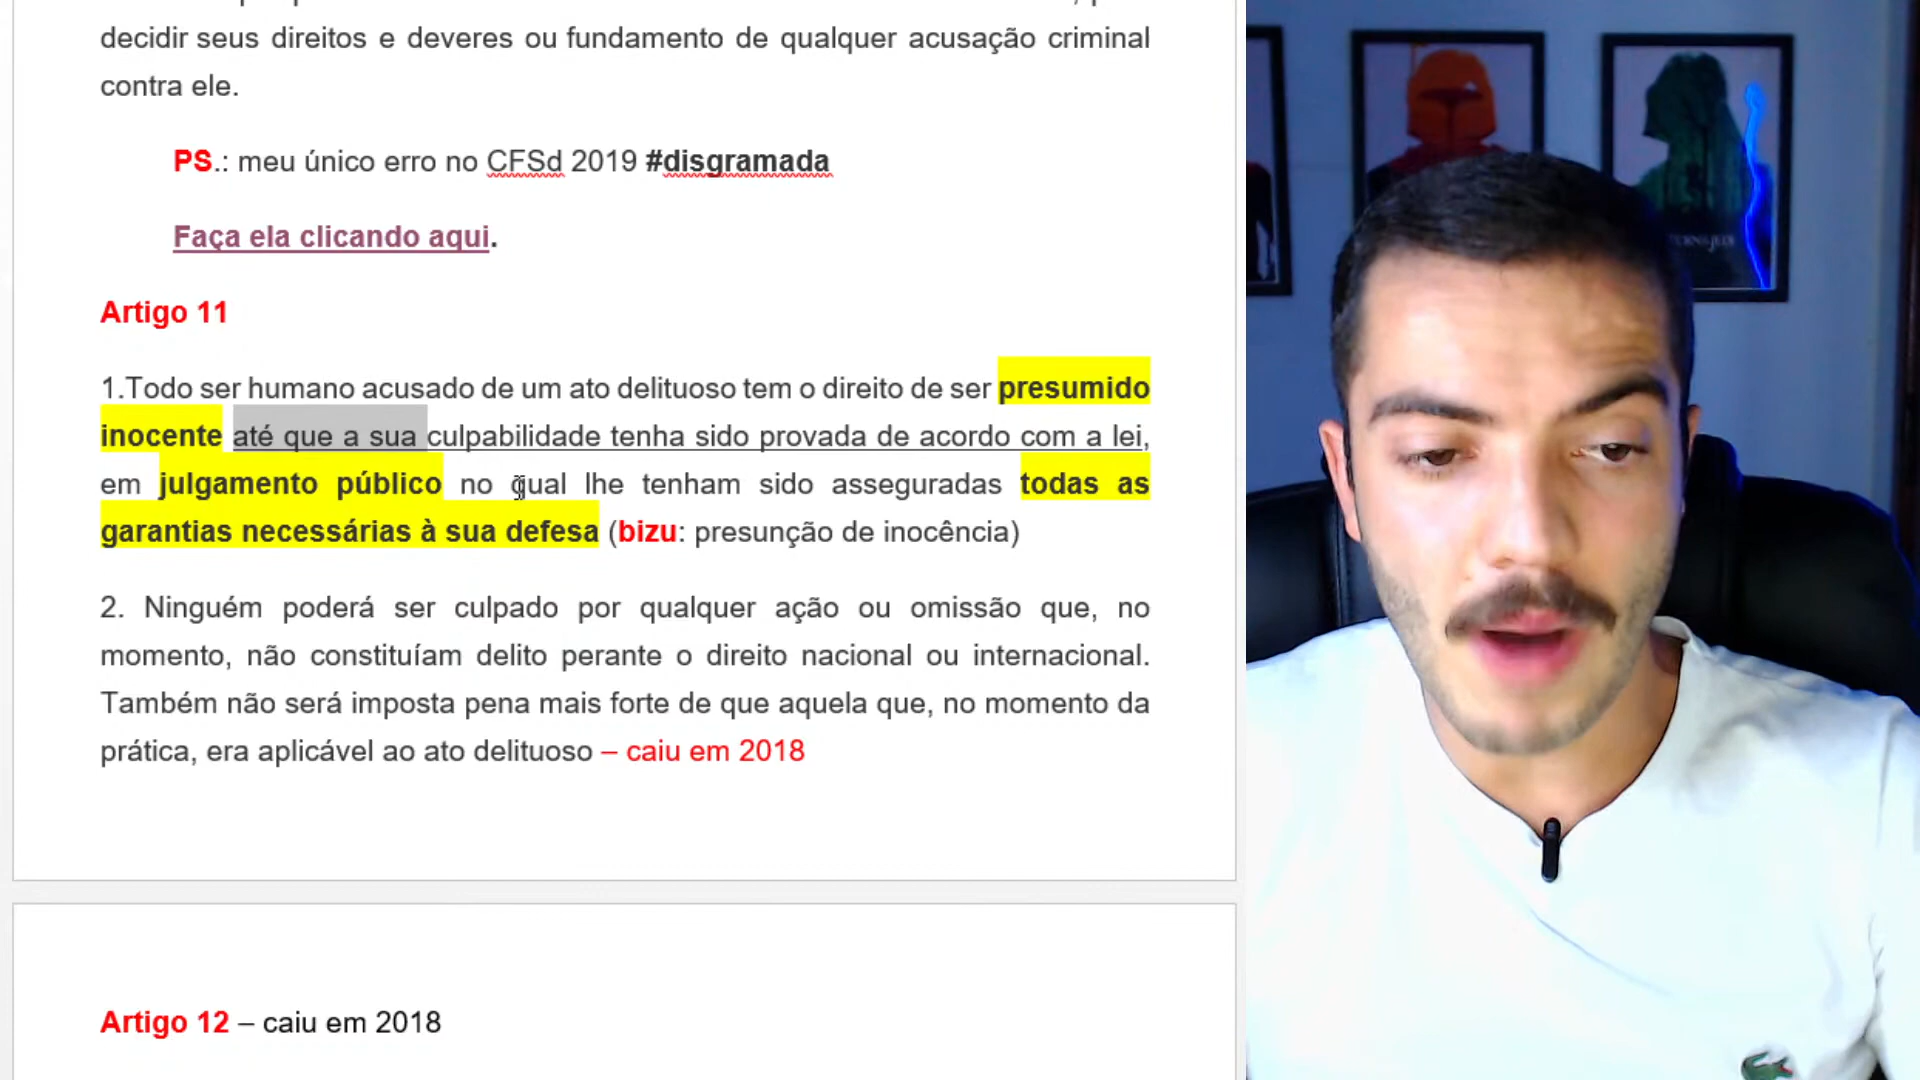 decidir seus direitos e deveres ou fundamento de qualquer acusação criminal
contra ele.
PS.: meu único erro no CFSd 2019 #disgramada
Faça ela clicando aqui.
Artigo 11
1.Todo ser humano acusado de um ato delituoso tem o direito de ser presumido
inocente até que a sua culpabilidade tenha sido provada de acordo com a lei,
em julgamento público no qual lhe tenham sido asseguradas todas as
garantias necessárias à sua defesa (bizu: presunção de inocência)
2. Ninguém poderá ser culpado por qualquer ação ou omissão que, no
momento, não constituíam delito perante o direito nacional ou internacional.
Também não será imposta pena mais forte de que aquela que, no momento da
prática, era aplicável ao ato delituoso – caiu em 2018
Artigo 12 – caiu em 2018